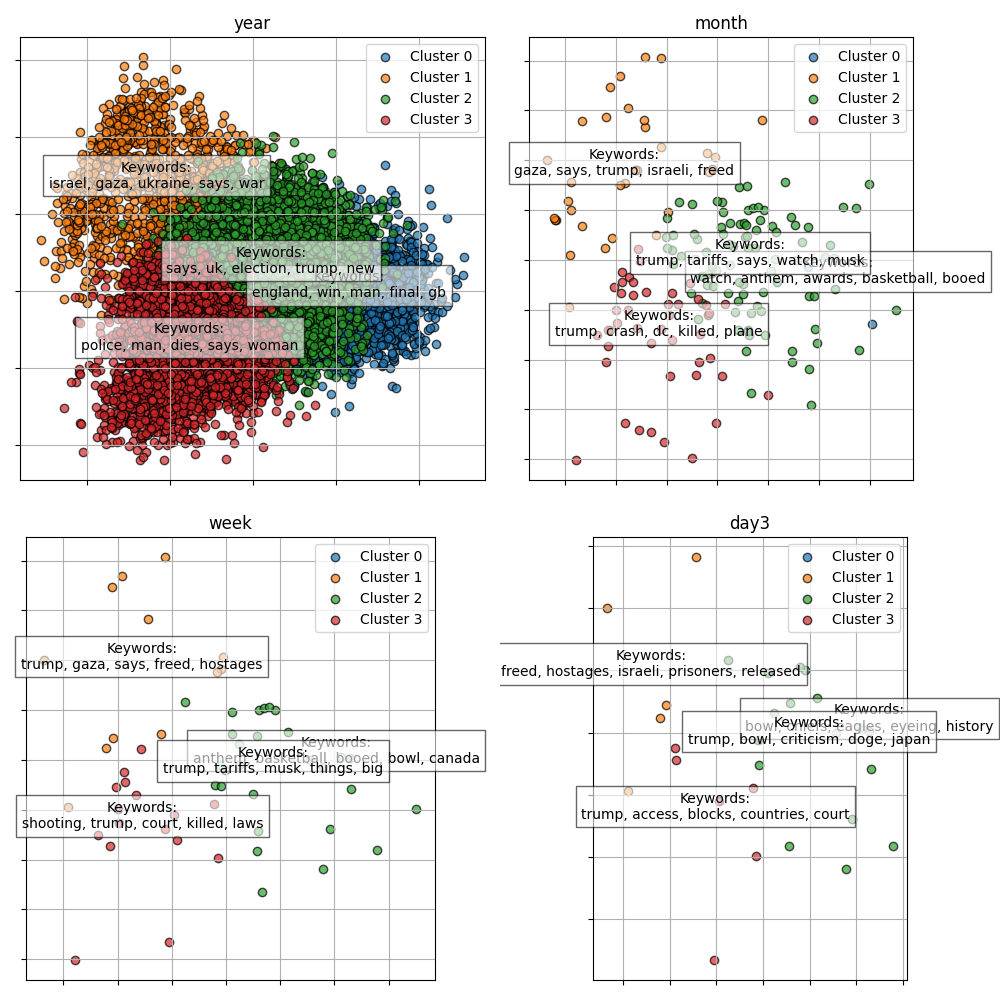 year
Cluster 0
Cluster 1
Cluster 2
Cluster 3
Keywords:
israel, gaza, ukraine, says, war
Keywords:
says, uk, election, trump, new
england, win, man, final, gb
Keywords:
police, man, dies, says, woman
month
Cluster 0
Cluster 1
Cluster 2
Cluster 3
Keywords:
gaza, says, trump, israeli, freed
Keywords:
trump, tariffs, says, watch, musk
watch, anthem, awards, basketball, booed
Keywords:
trump, crash, dc, killed, plane
week
Cluster 0
Cluster 1
Cluster 2
Cluster 3
Keywords:
trump, gaza, says, freed, hostages
Keywords:
anthem, basketball, booed, bowl, canada
Keywords:
trump, tariffs, musk, things, big
Keywords:
shooting, trump, court, killed, laws
day3
Cluster 0
Cluster 1
Cluster 2
Cluster 3
Keywords:
freed, hostages, israeli, prisoners, released
Keywords:
bowl, chiefs, eagles, eyeing, history
Keywords:
trump, bowl, criticism, doge, japan
Keywords:
trump, access, blocks, countries, court